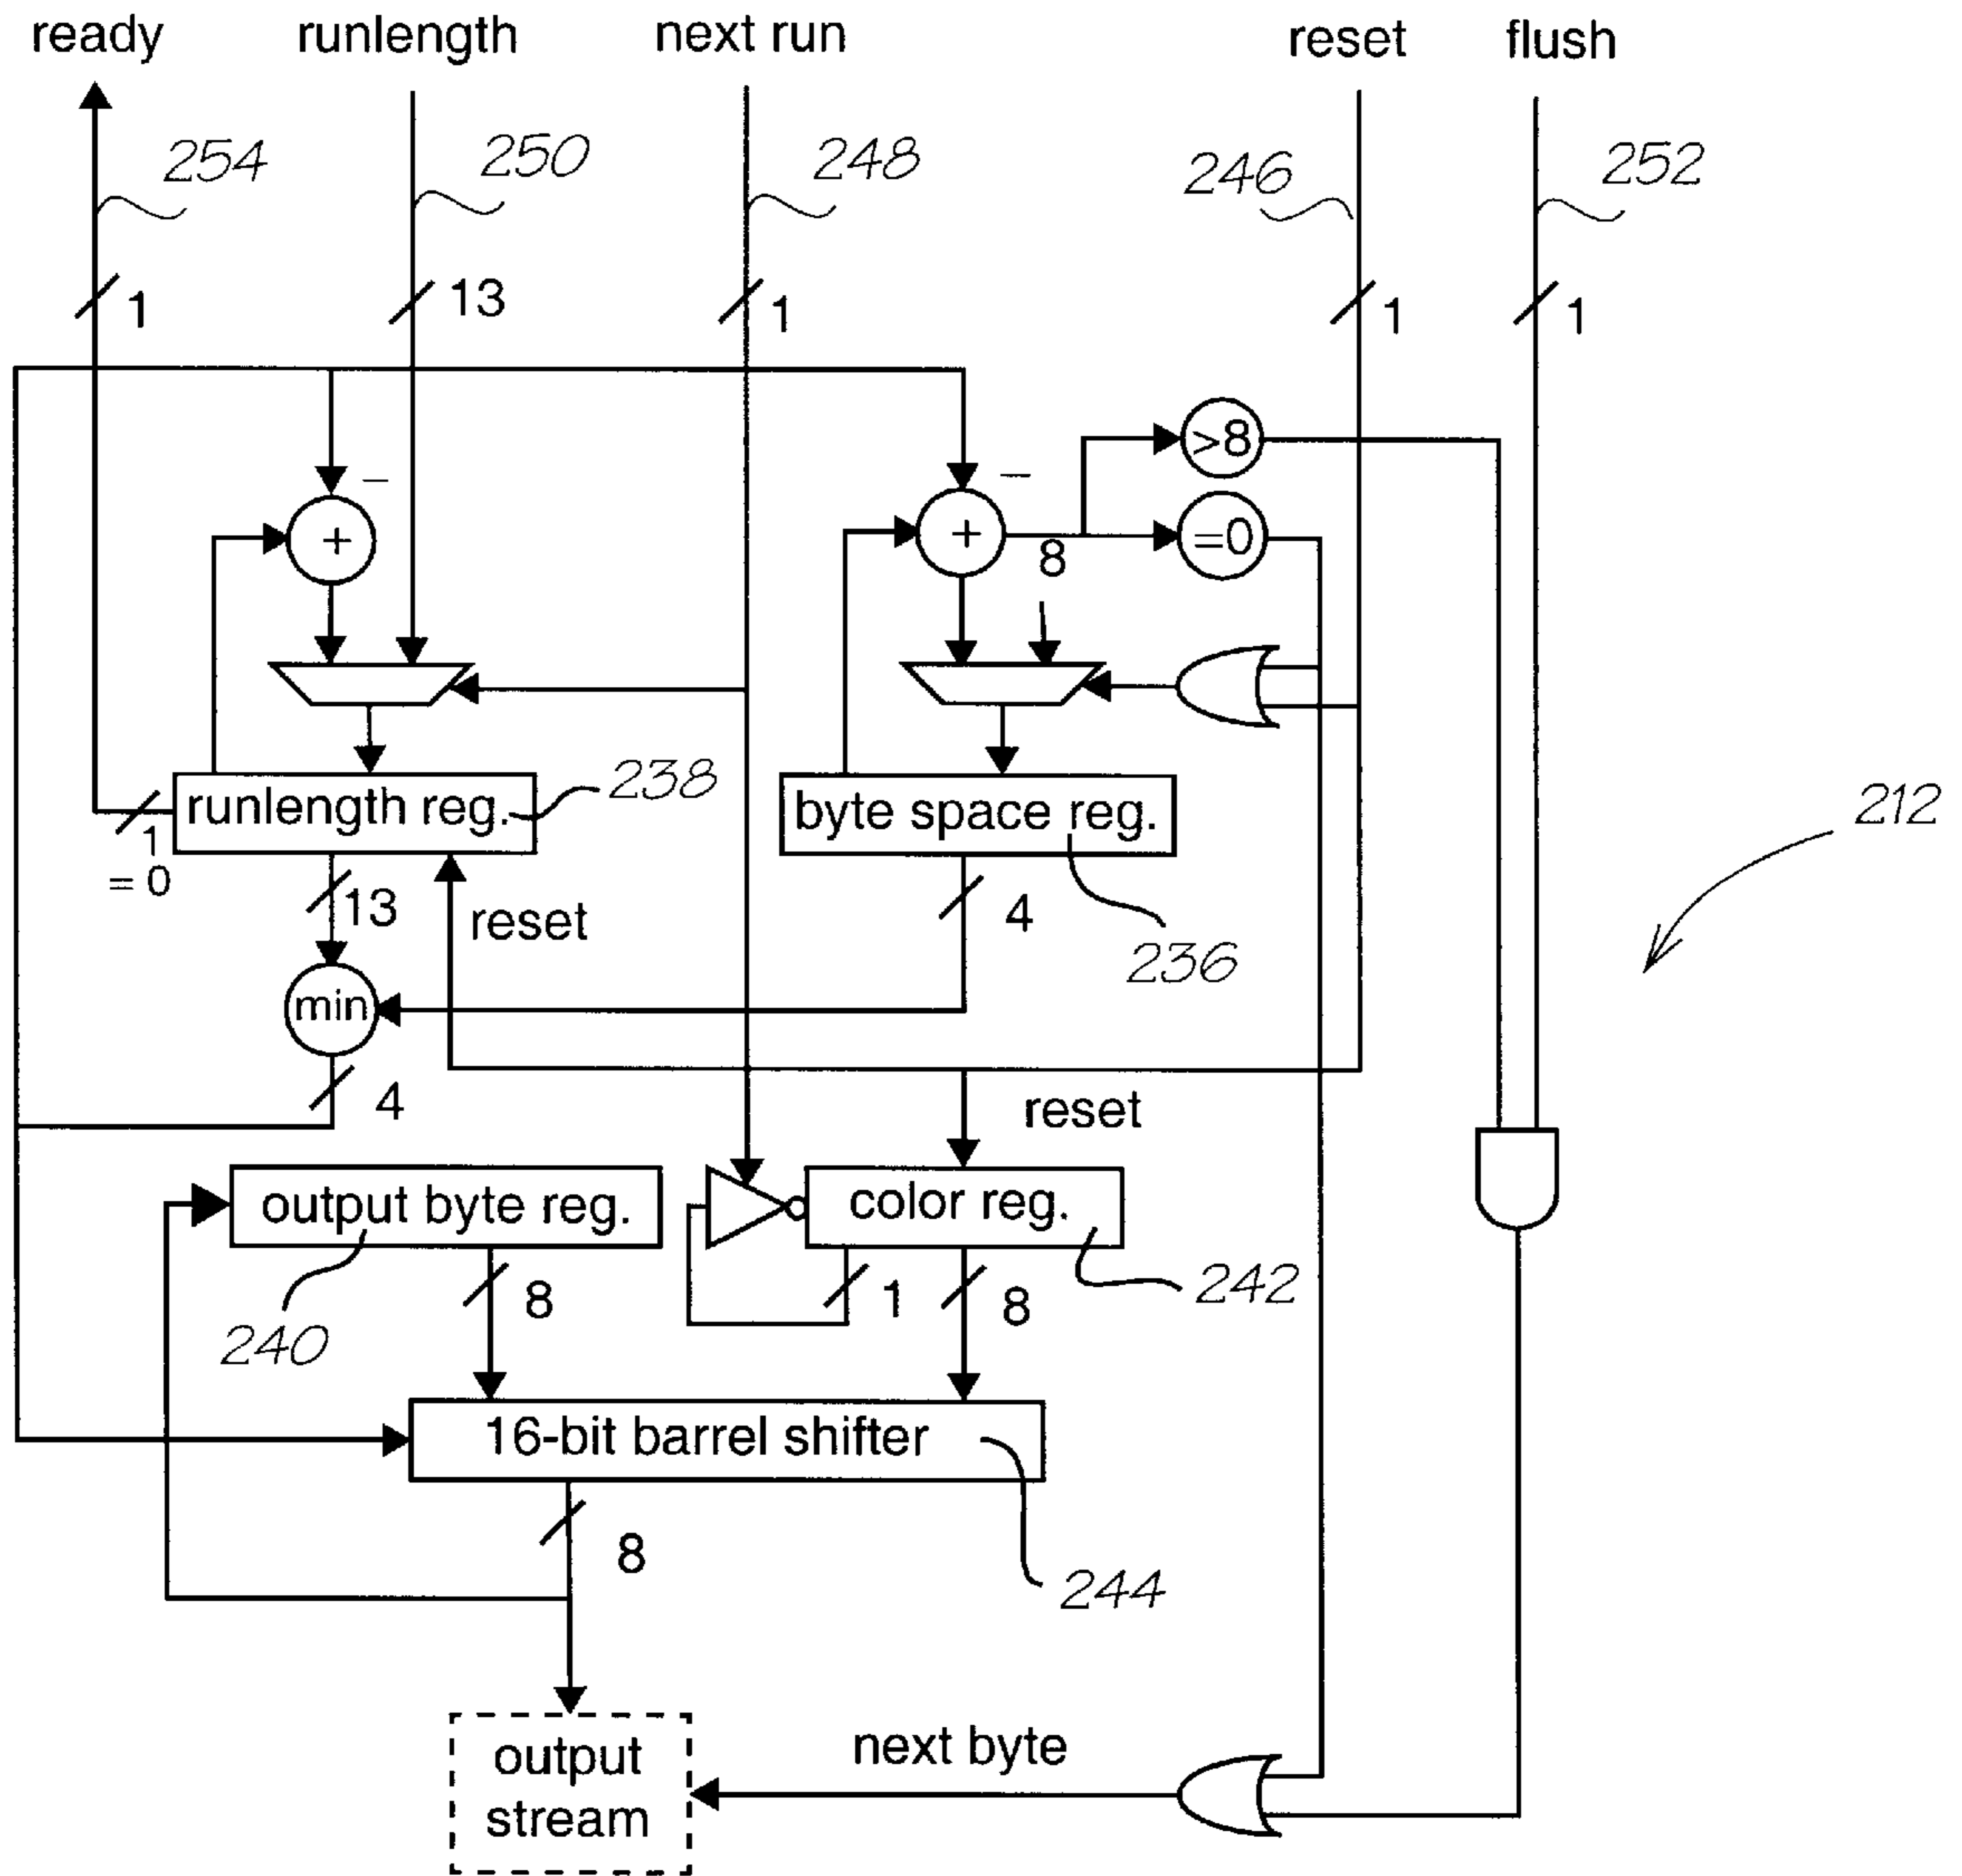 ready runlength next run reset flush
254 250 248 246 252
1 13 1 1 1
>8
− −
+ + =0
8
runlength reg. 238 byte space reg. 212
1
= 0
13 reset 4
236
min
4 reset
output byte reg. color reg.
8 1 8 242
240
16-bit barrel shifter
8
244
next byte
output
stream